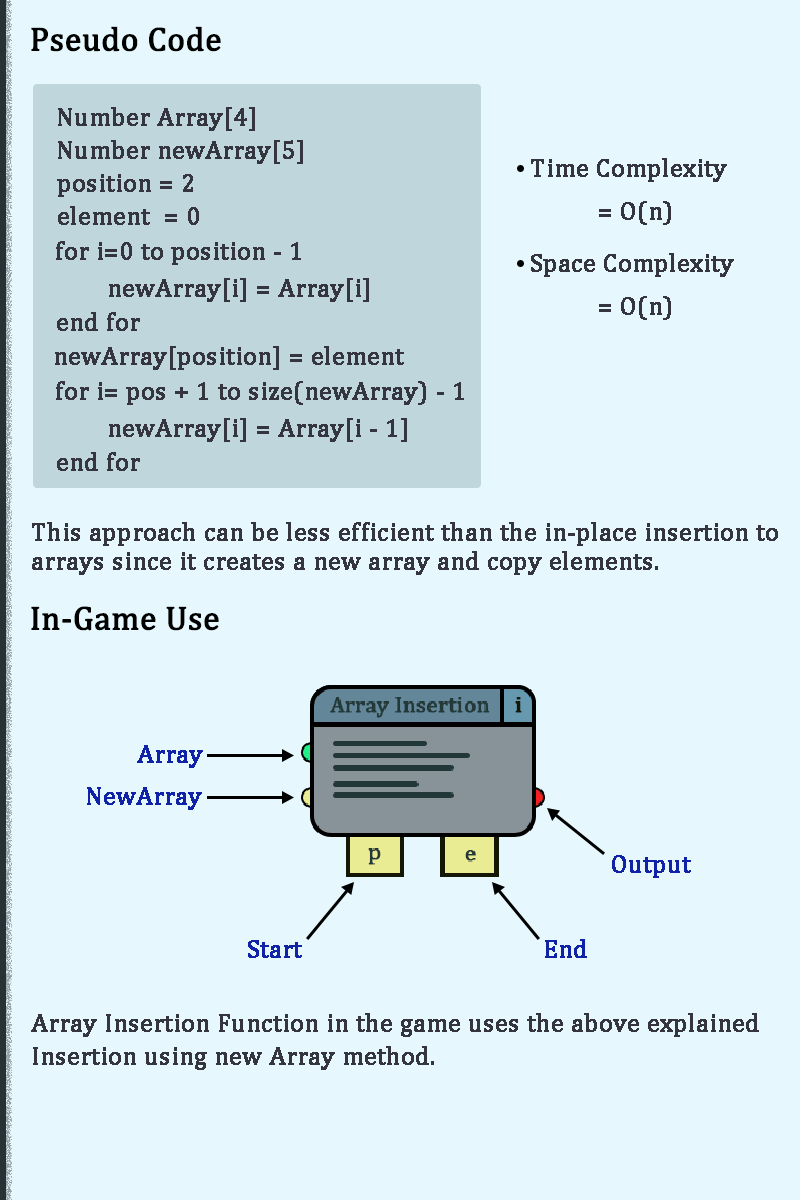 Pseudo Code
Number Array[4]
Number newArray[5]
position = 2
element  = 0
for i=0 to position - 1
newArray[i] = Array[i]
end for
newArray[position] = element
for i= pos + 1 to size(newArray) - 1
newArray[i] = Array[i - 1]
end for
• Time Complexity
= O(n)
• Space Complexity
= O(n)
This approach can be less efficient than the in-place insertion to
arrays since it creates a new array and copy elements.
In-Game Use
Array Insertion
i
Array
NewArray
p
e
Output
Start
End
Array Insertion Function in the game uses the above explained
Insertion using new Array method.